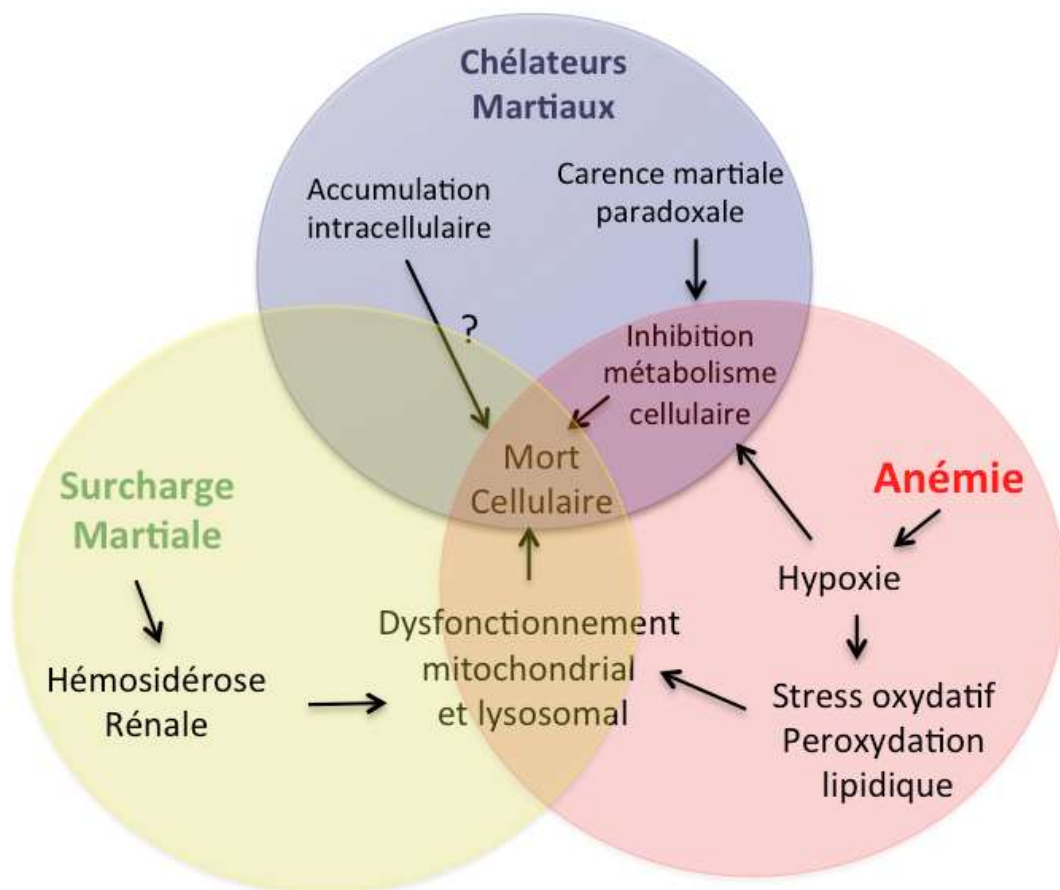 Chélateurs
Martiaux
Accumulation
intracellulaire
Carence martiale
paradoxale
?
Inhibition
métabolisme
cellulaire
Mort
Cellulaire
Surcharge
Martiale
Anémie
Hypoxie
Dysfonctionnement
mitochondrial
et lysosomal
Hémosidérose
Rénale
Stress oxydatif
Peroxydation
lipidique